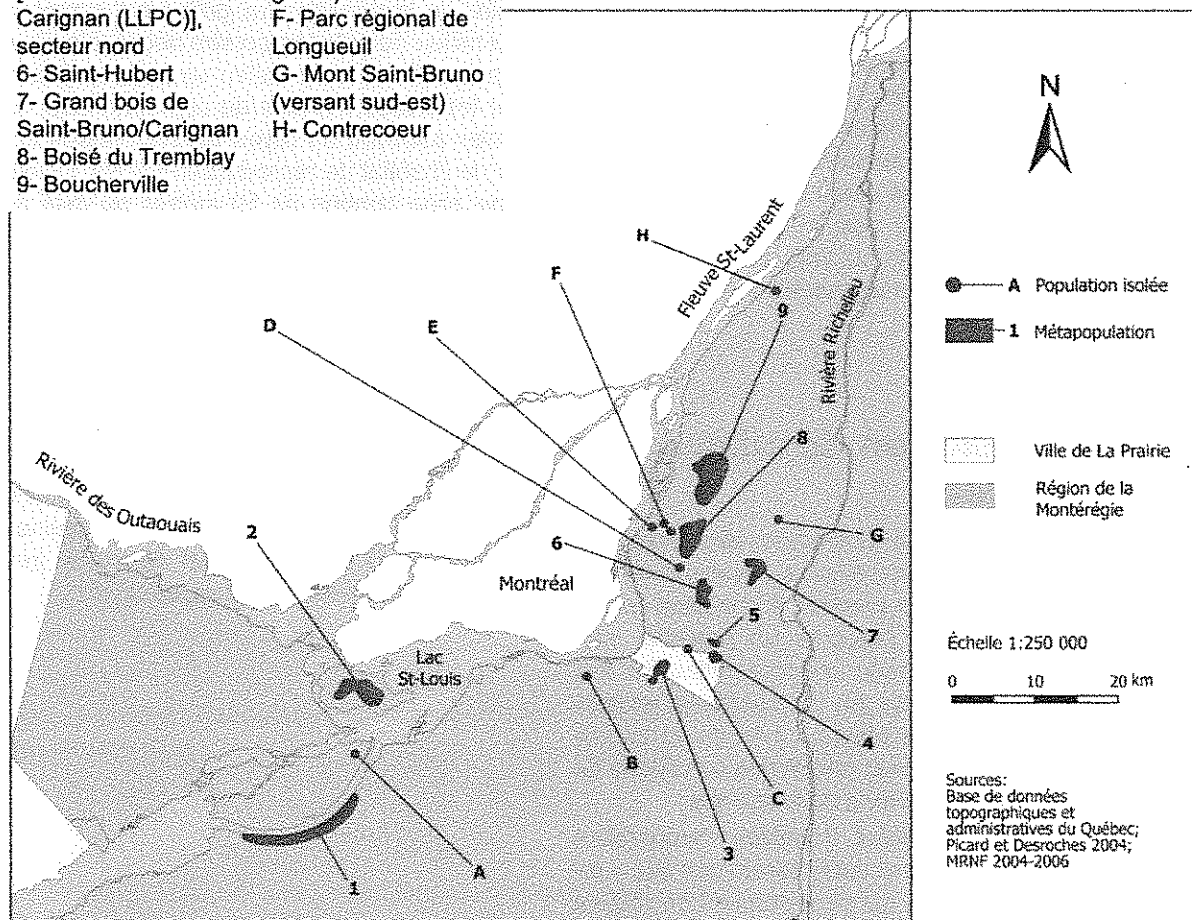 Carignan (LLPC)],
secteur nord
6- Saint-Hubert
7- Grand bois de
Saint-Bruno/Carignan
8- Boisé du Tremblay
9- Boucherville
F- Parc régional de
Longueuil
G- Mont Saint-Bruno
(versant sud-est)
H- Contrecoeur
N
H
F
E
D
Fleuve St-Laurent
9
Rivière Richelieu
8
Rivière des Outaouais
2
6
Montréal
G
5
7
Lac
St-Louis
4
B
C
3
A
1
A Population isolée
1 Métapopulation
Ville de La Prairie
Région de la
Montérégie
Échelle 1:250 000
0 10 20 km
Sources:
Base de données
topographiques et
administratives du Québec;
Picard et Desroches 2004;
MRNF 2004-2006